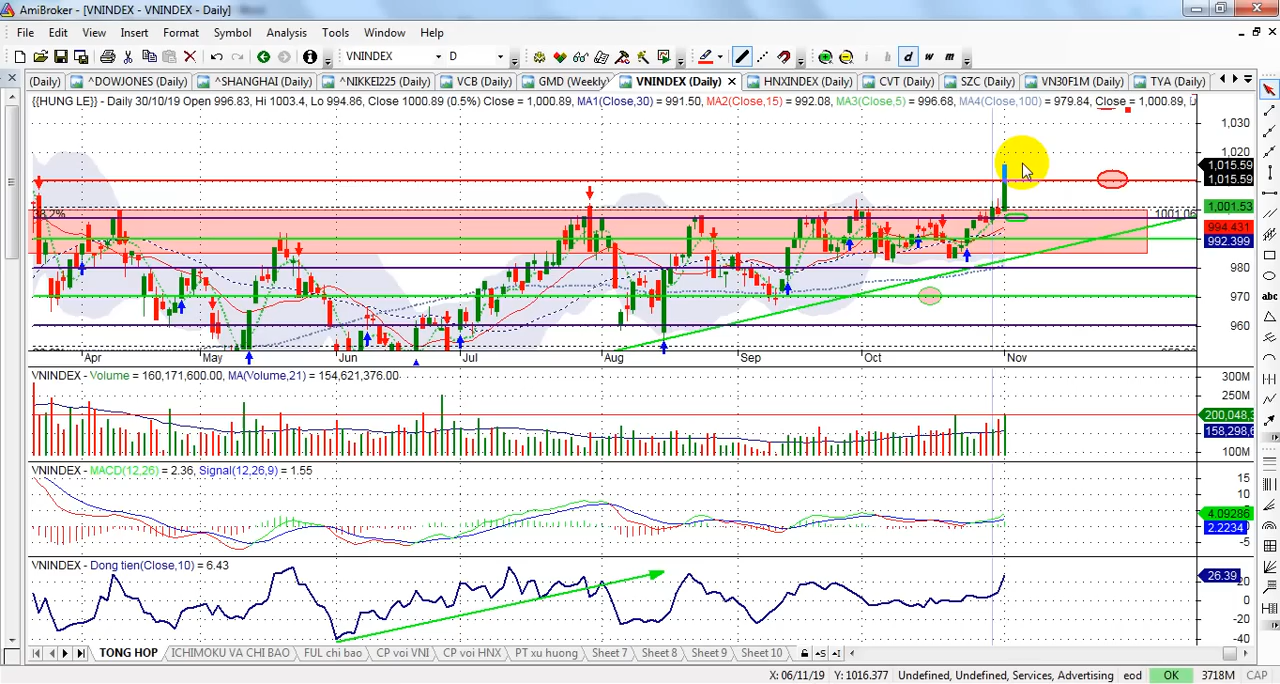 AmiBroker - [VNINDEX - VNINDEX - Daily]
File Edit View Insert Format Symbol Analysis Tools Window Help
VNINDEX D i h d w m
(Daily) ^DOWJONES (Daily) ^SHANGHAI (Daily) ^NIKKEI225 (Daily) VCB (Daily) GMD (Weekly) VNINDEX (Daily) HNXINDEX (Daily) CVT (Daily) SZC (Daily) VN30F1M (Daily) TYA (Daily)
{{HUNG LE}} - Daily 30/10/19 Open 996.83, Hi 1003.4, Lo 994.86, Close 1000.89 (0.5%) Close = 1,000.89, MA1(Close,30) = 991.50, MA2(Close,15) = 992.08, MA3(Close,5) = 996.68, MA4(Close,100) = 979.84, Close = 1,000.89,
1,030
1,020
1,015.59
1,015.59
1,001.53
38.2% 1001.06
994.431
992.399
980
970
960
Apr May Jun Jul Aug Sep Oct Nov
VNINDEX - Volume = 160,171,600.00, MA(Volume,21) = 154,621,376.00
300M
250M
200,048,3
158,298,6
100M
VNINDEX - MACD(12,26) = 2.36, Signal(12,26,9) = 1.55
15
10
4.09286
2.2234
-5
VNINDEX - Dong tien(Close,10) = 6.43
26.39
20
0
-20
-40
TONG HOP ICHIMOKU VA CHI BAO FUL chi bao CP voi VNI CP voi HNX PT xu huong Sheet 7 Sheet 8 Sheet 9 Sheet 10
X: 06/11/19 Y: 1016.377 Undefined, Undefined, Services, Advertising eod OK 3718M CAP
abc